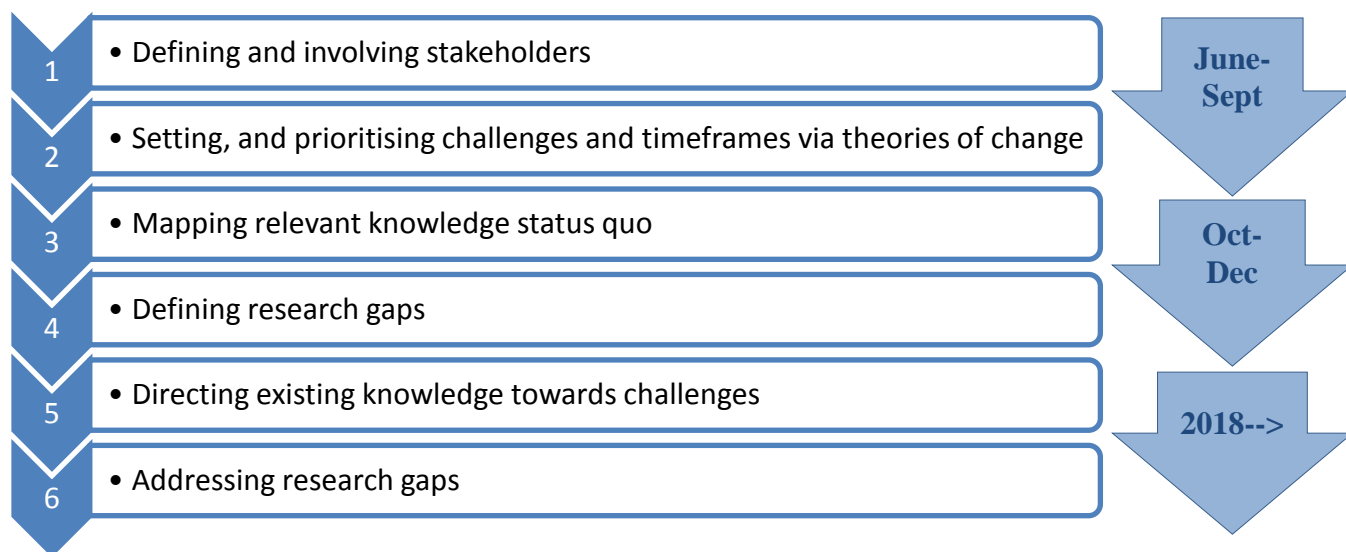 1
• Defining and involving stakeholders
2
• Setting, and prioritising challenges and timeframes via theories of change
3
• Mapping relevant knowledge status quo
4
• Defining research gaps
5
• Directing existing knowledge towards challenges
6
• Addressing research gaps
June-
Sept
Oct-
Dec
2018-->